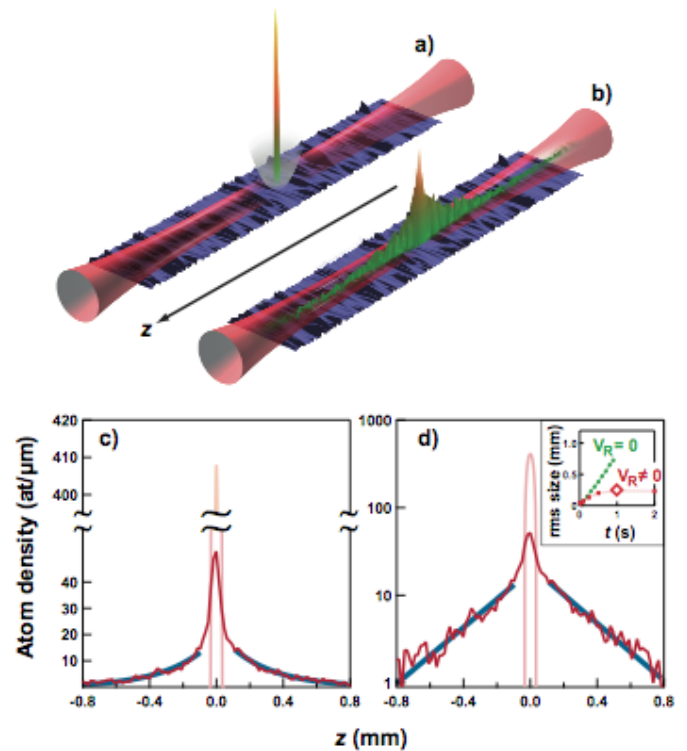 a)
b)
z
c)
d)
420
410
400
40
30
20
10
-0.8 -0.4 0.0 0.4 0.8
1000
100
10
1
-0.8 -0.4 0.0 0.4 0.8
Atom density (at/μm)
z (mm)
rms size (mm)
1.0
0.5
0.0
V_R = 0
V_R ≠ 0
0 1 2
t (s)